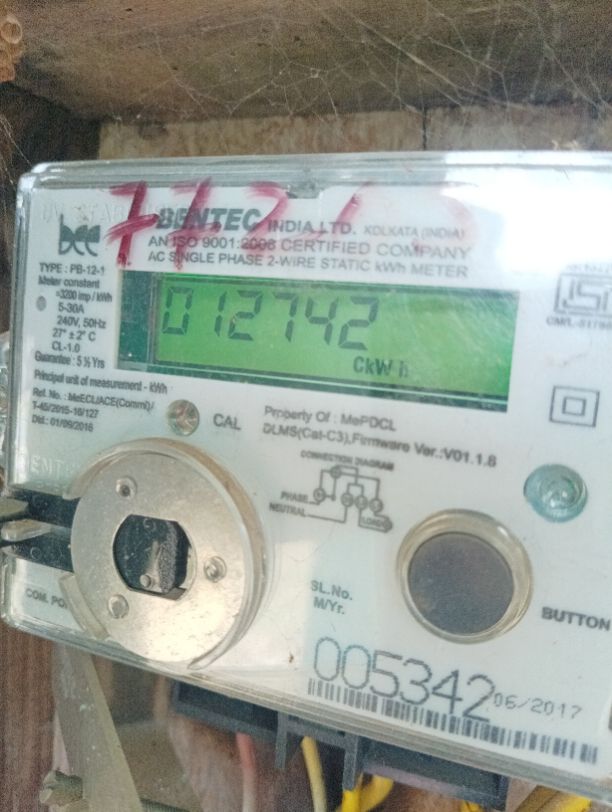 bee
BENTEC INDIA LTD. KOLKATA (INDIA)
AN ISO 9001:2008 CERTIFIED COMPANY
AC SINGLE PHASE 2-WIRE STATIC kWh METER
TYPE : PB-12-1
Meter constant
=3200 imp / kWh
5-30A
240V, 50Hz
27° ± 2° C
CL-1.0
Guarantee : 5 ½ Yrs
012742
CkWh
Principal unit of measurement - kWh
Ref. No. : MeECL/ACE(Comml)/
T-45/2015-16/127
Dtd : 01/09/2016
CAL
Property Of : MePDCL
DLMS(Cat-C3),Firmware Ver.:V01.1.8
CONNECTION DIAGRAM
PHASE
NEUTRAL
LOAD
SL.No.
M/Yr.
BUTTON
005342 06/2017